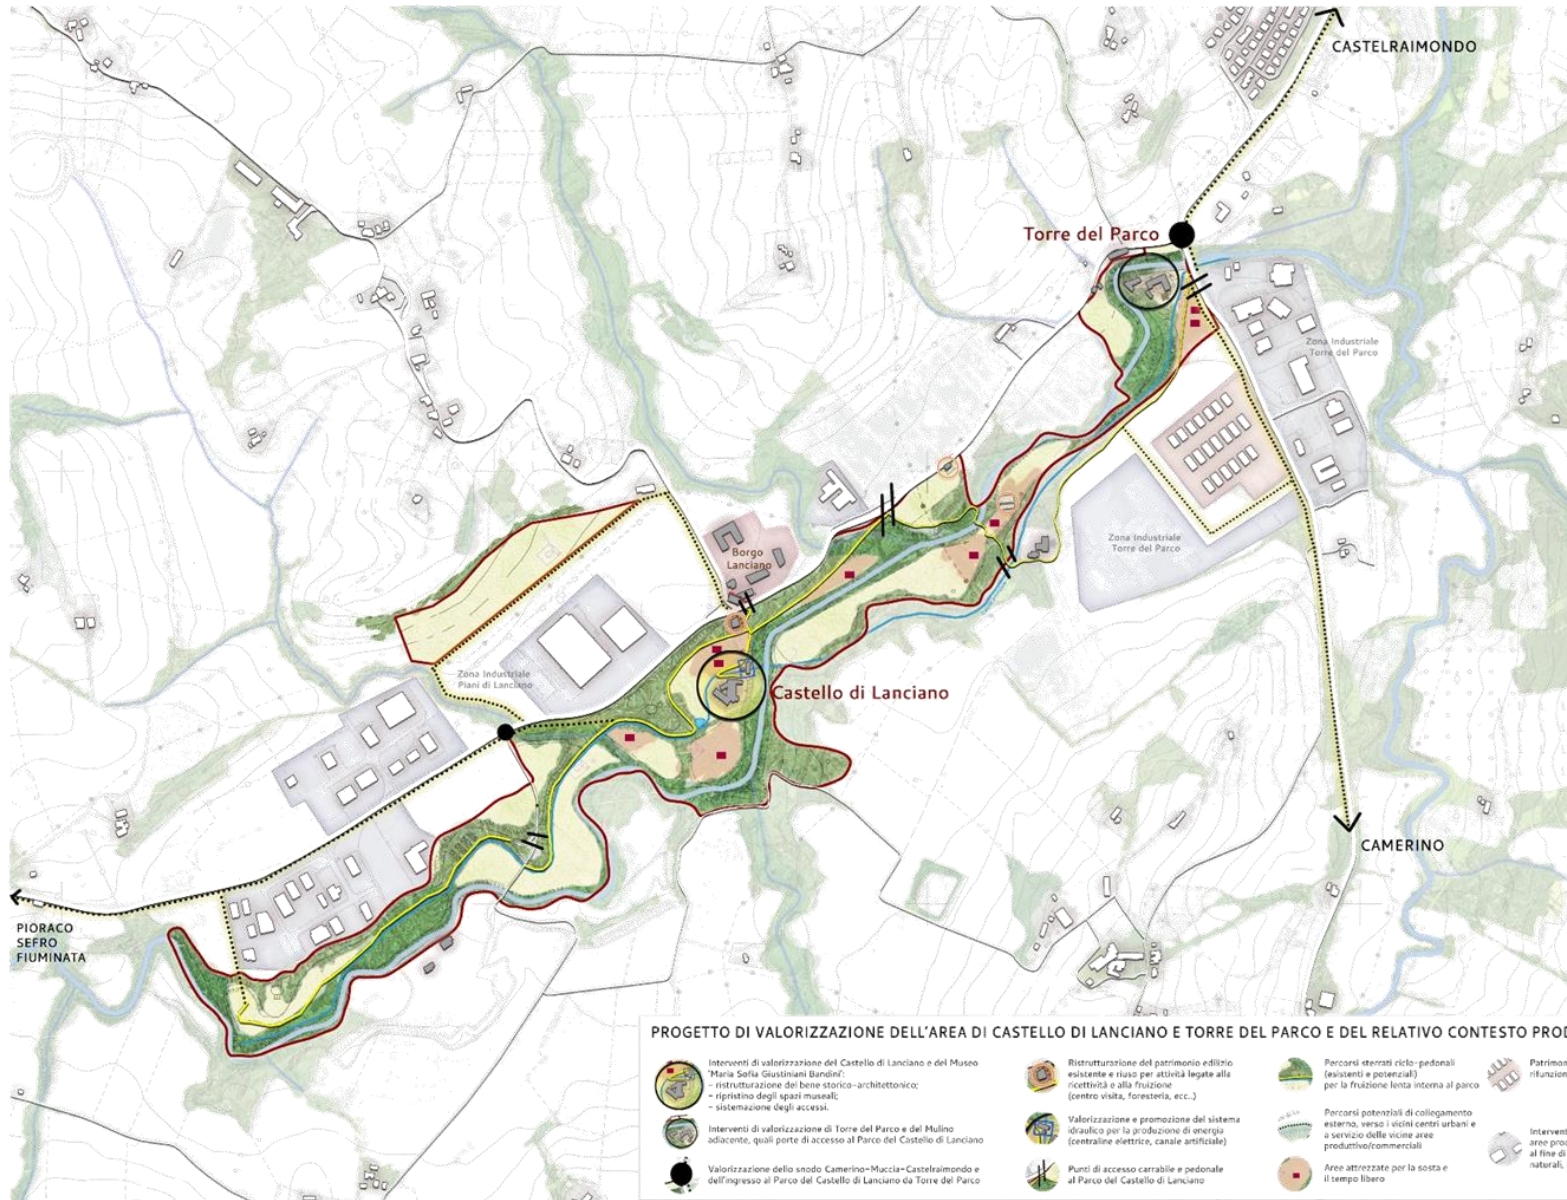 CASTELRAIMONDO
Torre del Parco
Zona Industriale
Torre del Parco
Zona Industriale
Torre del Parco
Borgo
Lanciano
Zona Industriale
Piani di Lanciano
Castello di Lanciano
CAMERINO
PIORACO
SEFRO
FIUMINATA
PROGETTO DI VALORIZZAZIONE DELL'AREA DI CASTELLO DI LANCIANO E TORRE DEL PARCO E DEL RELATIVO CONTESTO PROD
Interventi di valorizzazione del Castello di Lanciano e del Museo
'Maria Sofia Giustiniani Bandini':
- ristrutturazione del bene storico-architettonico;
- ripristino degli spazi museali;
- sistemazione degli accessi.
Interventi di valorizzazione di Torre del Parco e del Mulino
adiacente, quali porte di accesso al Parco del Castello di Lanciano
Valorizzazione dello snodo Camerino-Muccia-Castelraimondo e
dell'ingresso al Parco del Castello di Lanciano da Torre del Parco
Ristrutturazione del patrimonio edilizio
esistente e riuso per attività legate alla
ricettività e alla fruizione
(centro visita, foresteria, ecc..)
Valorizzazione e promozione del sistema
idraulico per la produzione di energia
(centraline elettrice, canale artificiale)
Punti di accesso carrabile e pedonale
al Parco del Castello di Lanciano
Percorsi sterrati ciclo-pedonali
(esistenti e potenziali)
per la fruizione lenta interna al parco
Percorsi potenziali di collegamento
esterno, verso i vicini centri urbani e
a servizio delle vicine aree
produttivo/commerciali
Aree attrezzate per la sosta e
il tempo libero
Patrimon
rifunzion
Intervent
aree prod
al fine di
naturali,